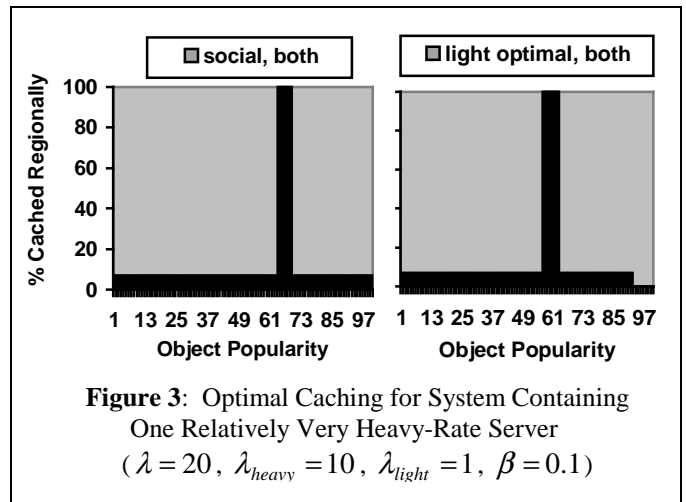 social, both
light optimal, both
% Cached Regionally
100
80
60
40
20
0
1 13 25 37 49 61 73 85 97
1 13 25 37 49 61 73 85 97
Object Popularity
Object Popularity
Figure 3: Optimal Caching for System Containing
One Relatively Very Heavy-Rate Server
( λ = 20, λheavy = 10, λlight = 1, β = 0.1 )